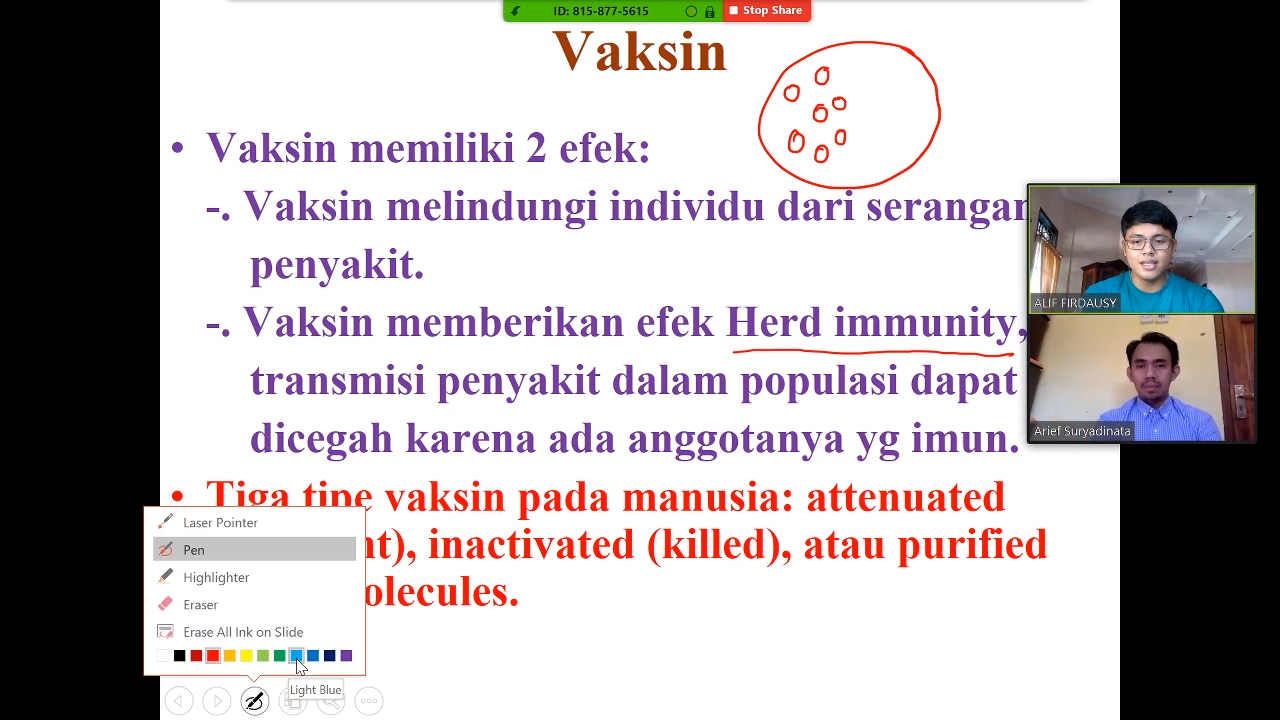 ID: 815-877-5615
Stop Share
Vaksin
• Vaksin memiliki 2 efek:
-. Vaksin melindungi individu dari serangan
penyakit.
-. Vaksin memberikan efek Herd immunity,
transmisi penyakit dalam populasi dapat
dicegah karena ada anggotanya yg imun.
• Tiga tipe vaksin pada manusia: attenuated
nt), inactivated (killed), atau purified
olecules.
ALIF FIRDAUSY
Arief Suryadinata
Laser Pointer
Pen
Highlighter
Eraser
Erase All Ink on Slide
Light Blue